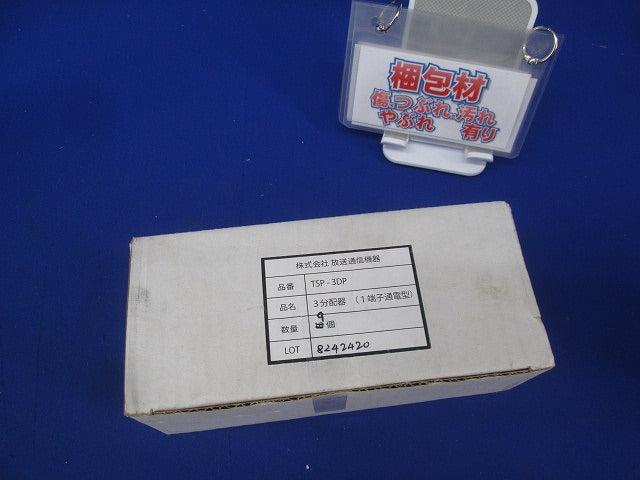 梱包材
傷.つぶれ.汚れ
やぶれ 有り
株式会社 放送通信機器
品番 TSP-3DP
品名 3分配器 （1端子通電型）
数量 9個
LOT 8242420